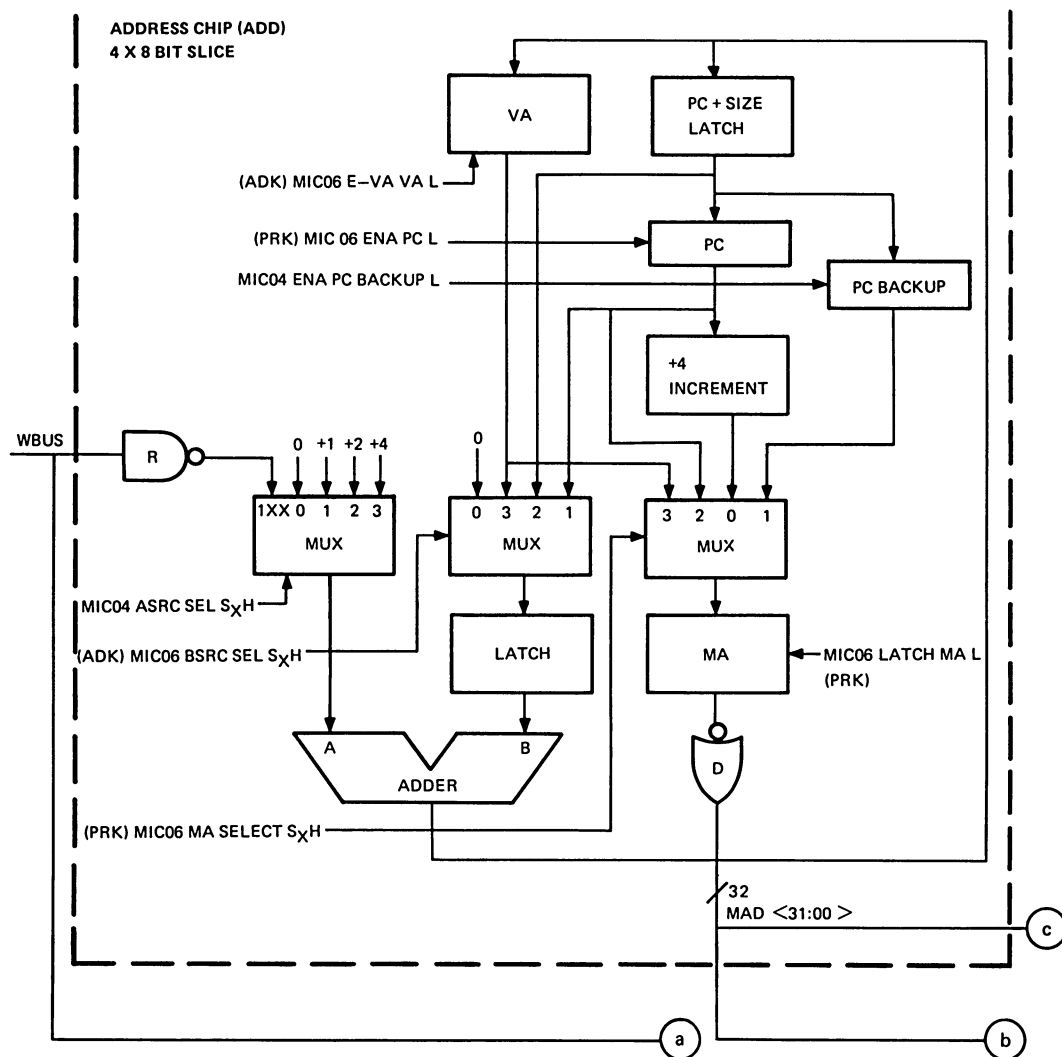 ADDRESS CHIP (ADD)
4 X 8 BIT SLICE
VA
PC + SIZE
LATCH
(ADK) MIC06 E–VA VA L
(PRK) MIC 06 ENA PC L
PC
MIC04 ENA PC BACKUP L
PC BACKUP
+4
INCREMENT
WBUS
R
0 +1 +2 +4
0
1XX 0 1 2 3
MUX
0 3 2 1
MUX
3 2 0 1
MUX
MIC04 ASRC SEL SXH
(ADK) MIC06 BSRC SEL SXH
LATCH
MA
MIC06 LATCH MA L
(PRK)
A
B
ADDER
D
(PRK) MIC06 MA SELECT SXH
32
MAD <31:00 >
c
a
b